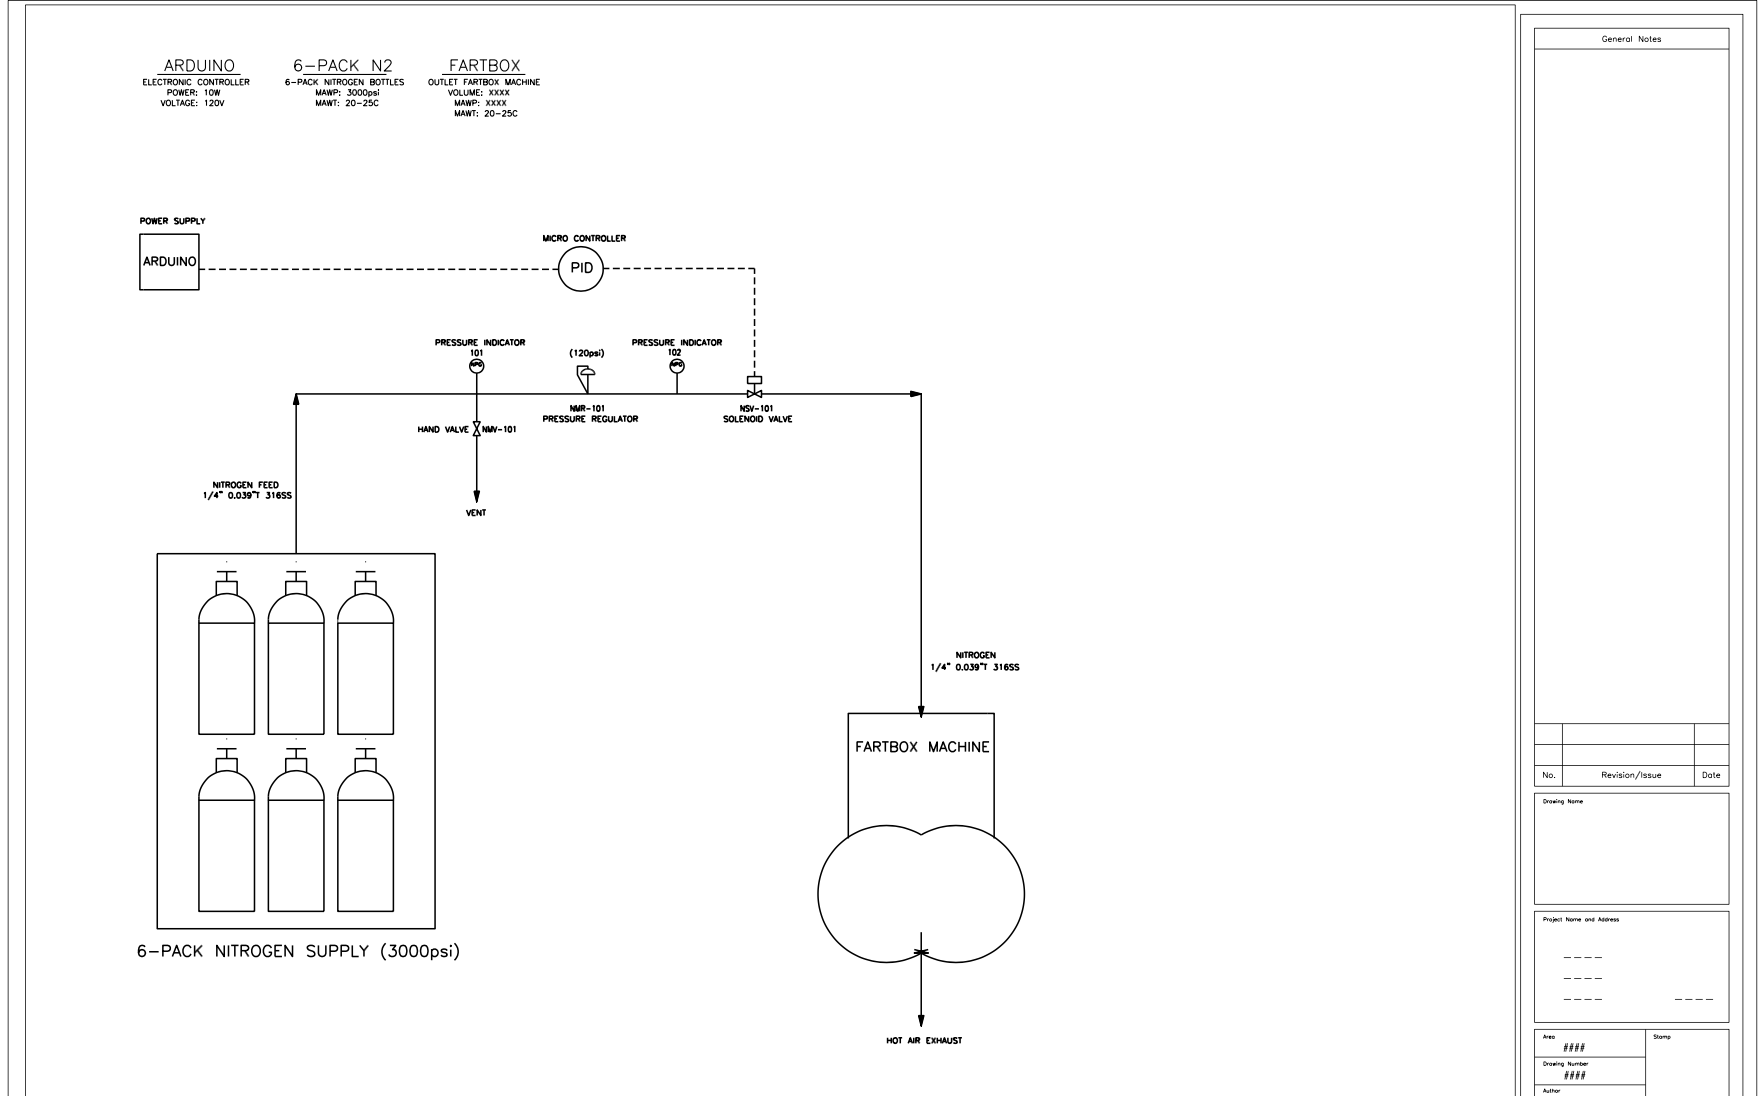 ARDUINO
ELECTRONIC CONTROLLER
POWER: 10W
VOLTAGE: 120V
6-PACK N2
6-PACK NITROGEN BOTTLES
MAWP: 3000psi
MAWT: 20-25C
FARTBOX
OUTLET FARTBOX MACHINE
VOLUME: XXXX
MAWP: XXXX
MAWT: 20-25C
POWER SUPPLY
ARDUINO
MICRO CONTROLLER
PID
PRESSURE INDICATOR
101
(120psi)
PRESSURE INDICATOR
102
NMR-101
PRESSURE REGULATOR
NSV-101
SOLENOID VALVE
HAND VALVE NMV-101
VENT
NITROGEN FEED
1/4" 0.039"T 316SS
6-PACK NITROGEN SUPPLY (3000psi)
NITROGEN
1/4" 0.039"T 316SS
FARTBOX MACHINE
HOT AIR EXHAUST
General Notes
No. Revision/Issue Date
Drawing Name
Project Name and Address
Area
####
Stamp
Drawing Number
####
Author